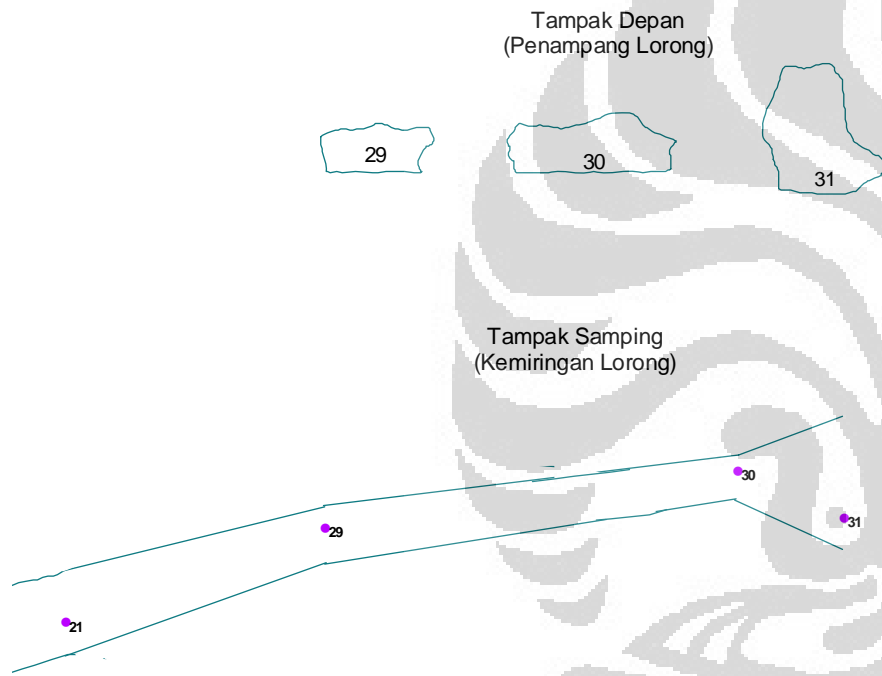 Tampak Depan
(Penampang Lorong)
29
30
31
Tampak Samping
(Kemiringan Lorong)
30
31
29
21